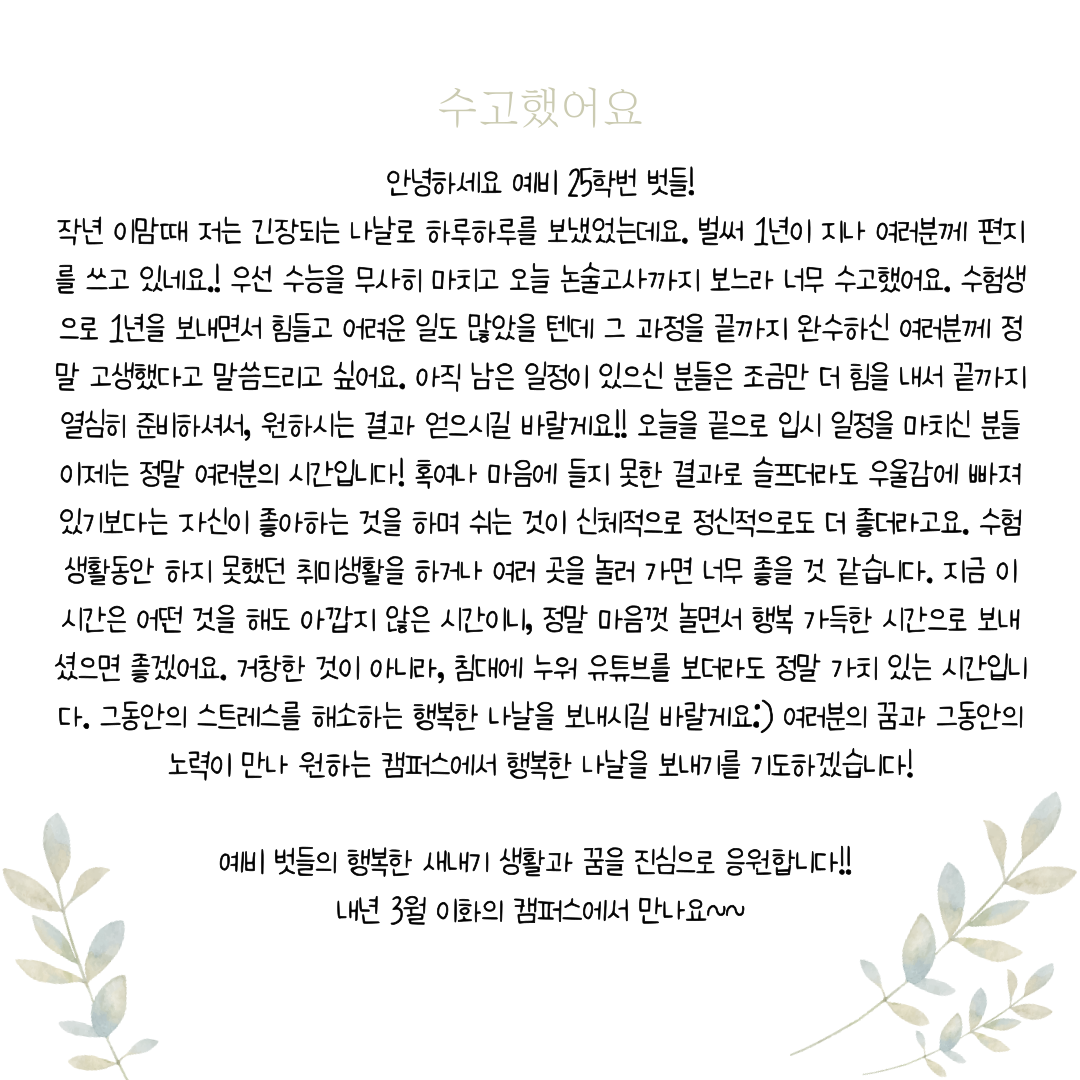 수고했어요
안녕하세요 예비 25학번 벗들!
작년 이맘때 저는 긴장되는 나날로 하루하루를 보냈었는데요. 벌써 1년이 지나 여러분께 편지
를 쓰고 있네요.! 우선 수능을 무사히 마치고 오늘 논술고사까지 보느라 너무 수고했어요. 수험생
으로 1년을 보내면서 힘들고 어려운 일도 많았을 텐데 그 과정을 끝까지 완수하신 여러분께 정
말 고생했다고 말씀드리고 싶어요. 아직 남은 일정이 있으신 분들은 조금만 더 힘을 내서 끝까지
열심히 준비하셔서, 원하시는 결과 얻으시길 바랄게요!! 오늘을 끝으로 입시 일정을 마치신 분들
이제는 정말 여러분의 시간입니다! 혹여나 마음에 들지 못한 결과로 슬프더라도 우울감에 빠져
있기보다는 자신이 좋아하는 것을 하며 쉬는 것이 신체적으로 정신적으로도 더 좋더라고요. 수험
생활동안 하지 못했던 취미생활을 하거나 여러 곳을 놀러 가면 너무 좋을 것 같습니다. 지금 이
시간은 어떤 것을 해도 아깝지 않은 시간이니, 정말 마음껏 놀면서 행복 가득한 시간으로 보내
셨으면 좋겠어요. 거창한 것이 아니라, 침대에 누워 유튜브를 보더라도 정말 가치 있는 시간입니
다. 그동안의 스트레스를 해소하는 행복한 나날을 보내시길 바랄게요:) 여러분의 꿈과 그동안의
노력이 만나 원하는 캠퍼스에서 행복한 나날을 보내기를 기도하겠습니다!
예비 벗들의 행복한 새내기 생활과 꿈을 진심으로 응원합니다!!
내년 3월 이화의 캠퍼스에서 만나요~~